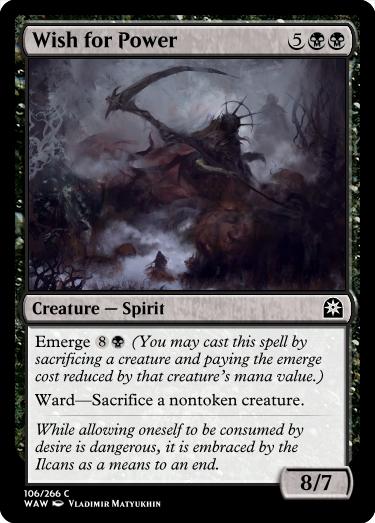 Wish for Power 5
Creature — Spirit
Emerge 8 (You may cast this spell by
sacrificing a creature and paying the emerge
cost reduced by that creature's mana value.)
Ward—Sacrifice a nontoken creature.
While allowing oneself to be consumed by
desire is dangerous, it is embraced by the
Ilcans as a means to an end.
8/7
106/266 C
WAW Vladimir Matyukhin